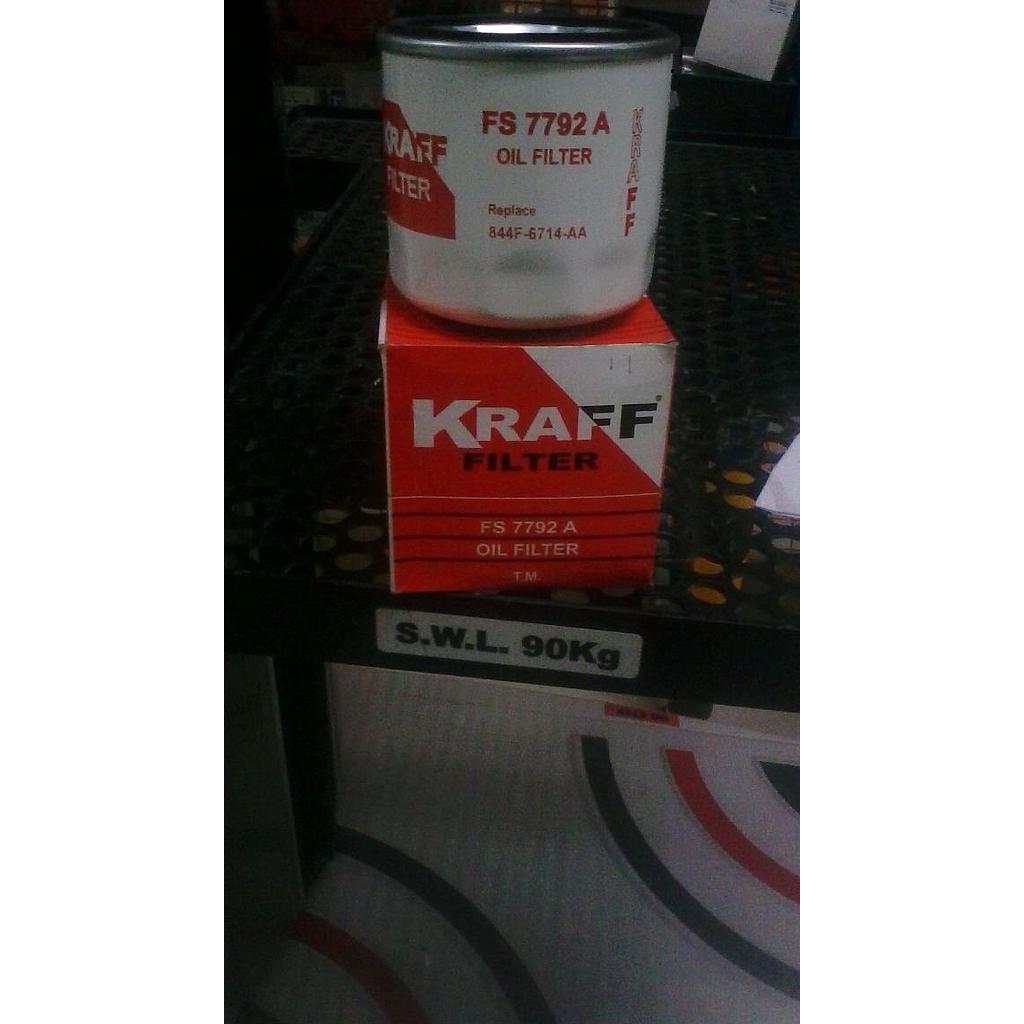 KRAFF
FILTER
FS 7792 A
OIL FILTER
Replace
844F-6714-AA
KRAFF
KRAFF
FILTER
FS 7792 A
OIL FILTER
T.M.
S.W.L. 90Kg